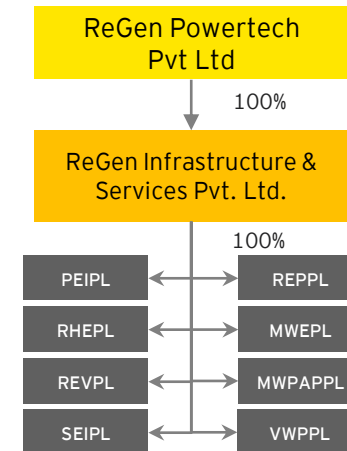 ReGen Powertech
Pvt Ltd
100%
ReGen Infrastructure &
Services Pvt. Ltd.
100%
PEIPL
REPPL
RHEPL
MWEPL
REVPL
MWPAPPL
SEIPL
VWPPL